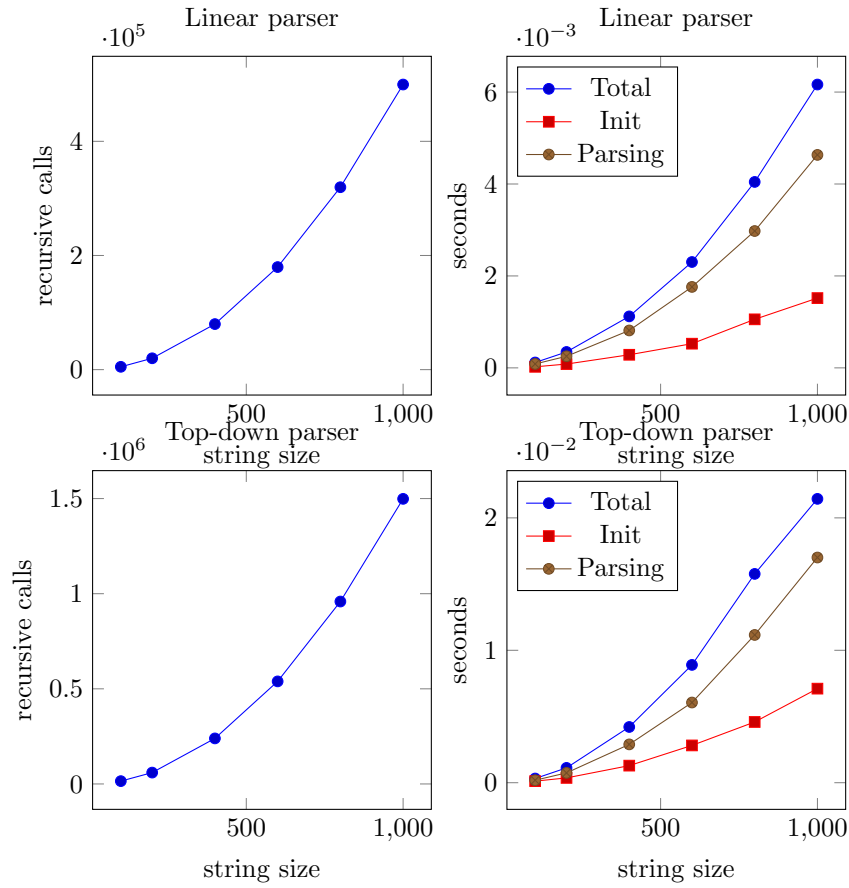 Linear parser
·10^5
4
2
0
recursive calls
500
1,000
string size
Linear parser
·10^-3
6
4
2
0
seconds
Total
Init
Parsing
500
1,000
string size
Top-down parser
·10^6
1.5
1
0.5
0
recursive calls
500
1,000
string size
Top-down parser
·10^-2
2
1
0
seconds
Total
Init
Parsing
500
1,000
string size